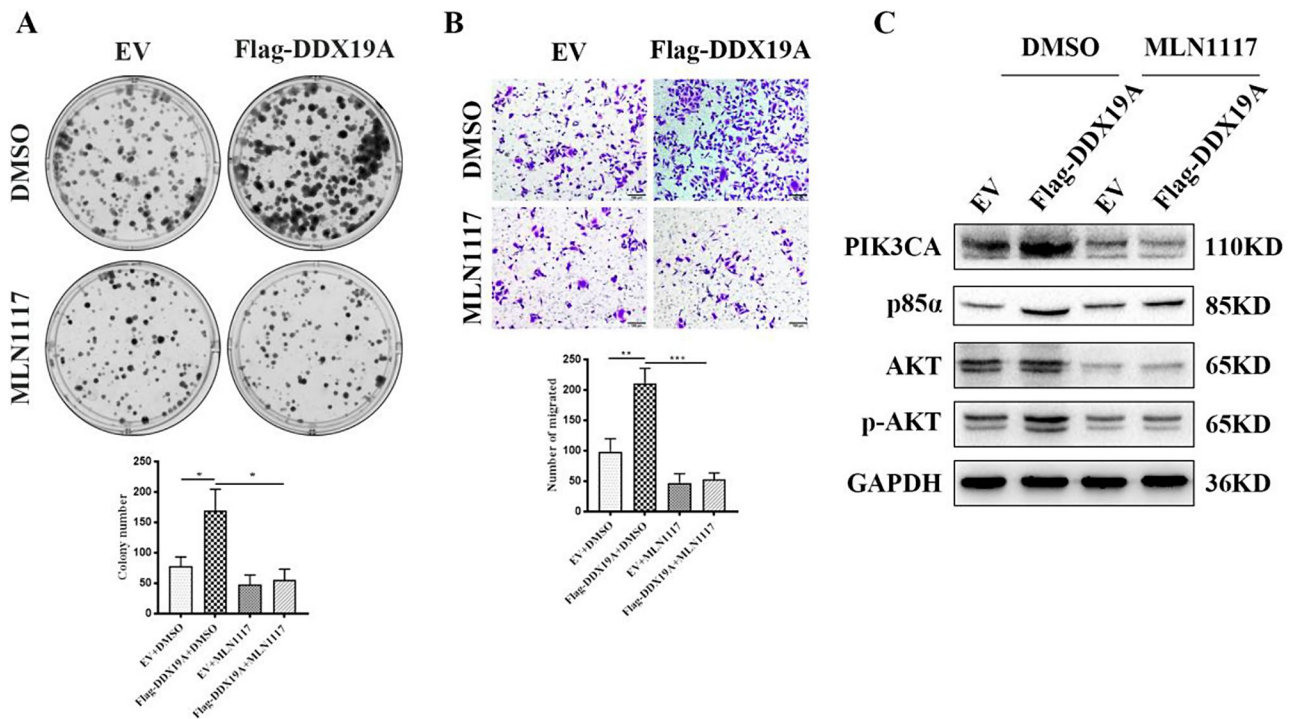 A
EV
Flag-DDX19A
DMSO
MLN1117
250
200
150
100
50
0
Colony number
*
*
EV+DMSO
Flag-DDX19A+DMSO
EV+MLN1117
Flag-DDX19A+MLN1117
B
EV
Flag-DDX19A
DMSO
MLN1117
250
200
150
100
50
0
Number of migrated
**
***
EV+DMSO
Flag-DDX19A+DMSO
EV+MLN1117
Flag-DDX19A+MLN1117
C
DMSO
MLN1117
EV
Flag-DDX19A
EV
Flag-DDX19A
PIK3CA 110KD
p85α 85KD
AKT 65KD
p-AKT 65KD
GAPDH 36KD